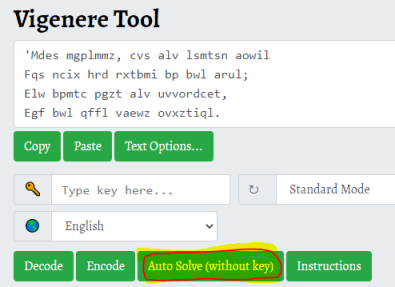 Vigenere Tool
'Mdes mgplmmz, cvs alv lsmtsn aowil
Fqs ncix hrd rxtbmi bp bwl arul;
Elw bpmtc pgzt alv uvvordcet,
Egf bwl qffl vaewz ovxztiql.
Copy Paste Text Options...
Type key here... Standard Mode
English
Decode Encode Auto Solve (without key) Instructions